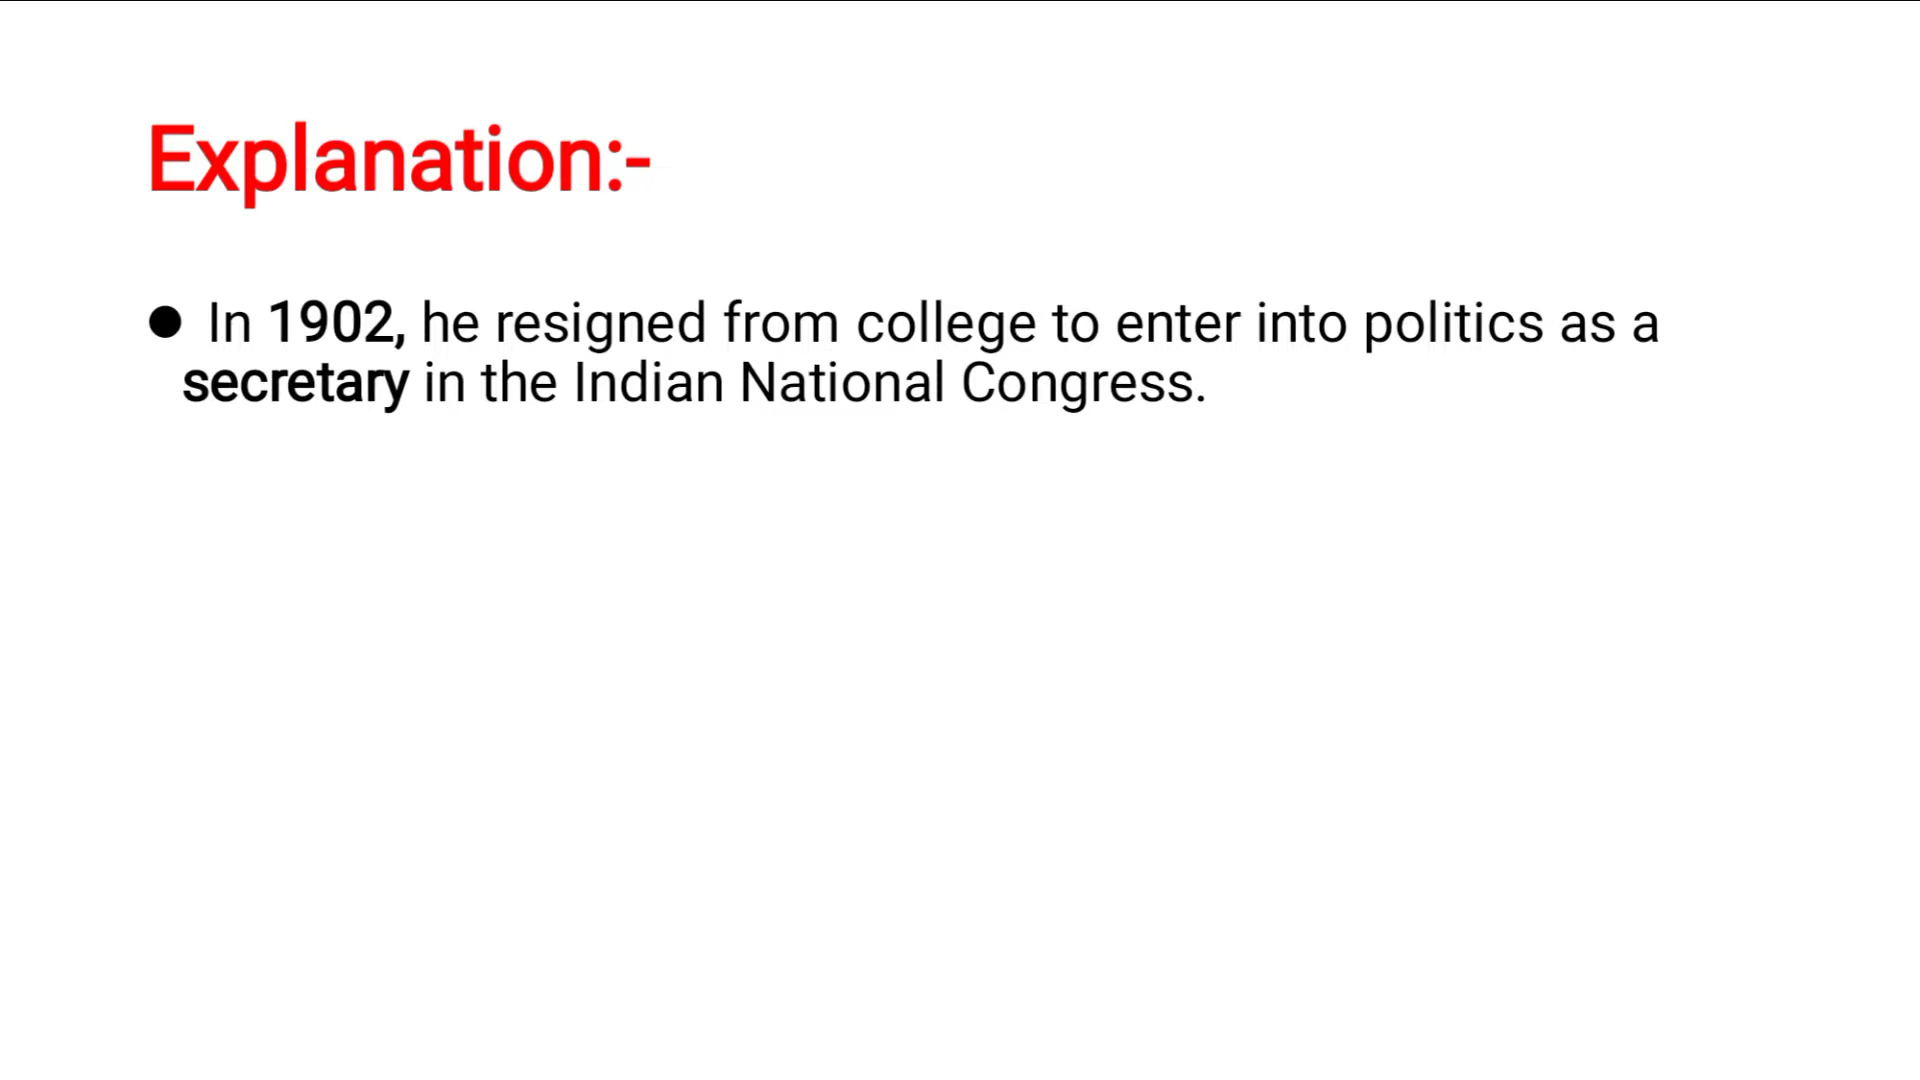 Explanation:-
● In 1902, he resigned from college to enter into politics as a
secretary in the Indian National Congress.